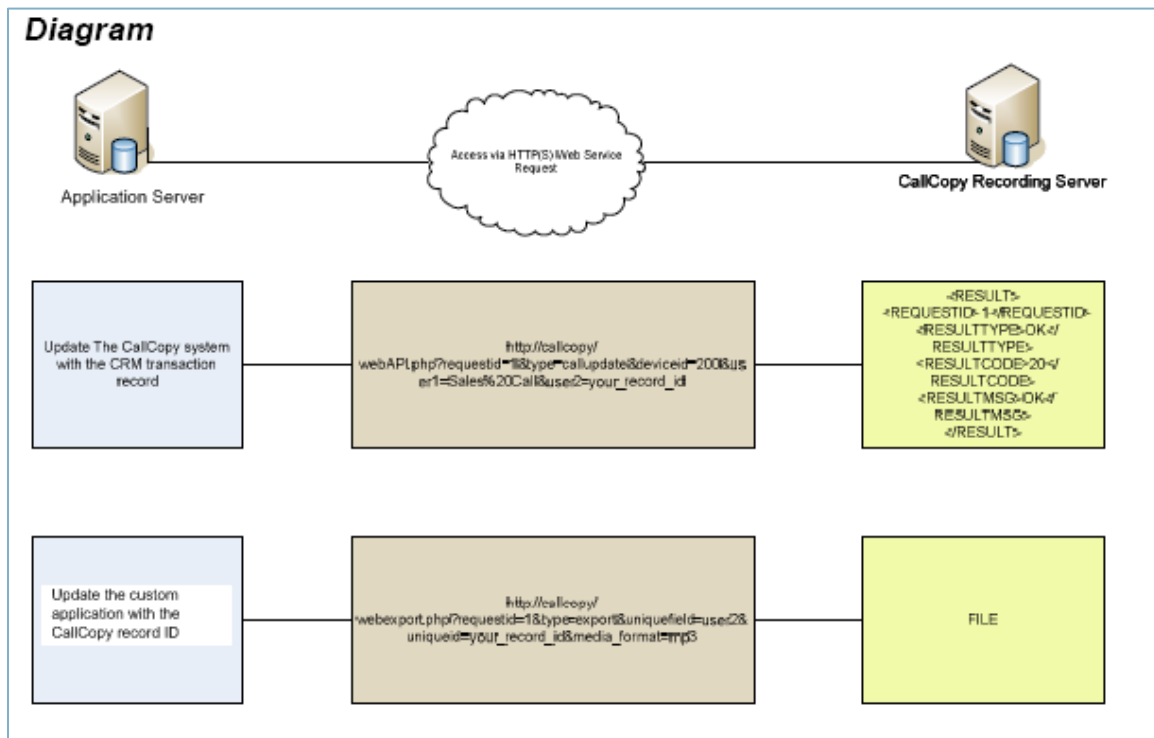 Diagram
Application Server
Access via HTTP(S)/Web Service
Request
CallCopy Recording Server
Update The CallCopy system
with the CRM transaction
record
http://callcopy/
webAPI.php?requestid=1&type=callupdate&deviceid=200&us
er1=Sales%20Call&user2=your_record_id
<RESULT>
<REQUESTID>1</REQUESTID>
<RESULTTYPE>OK</
RESULTTYPE>
<RESULTCODE>20</
RESULTCODE>
<RESULTMSG>OK</
RESULTMSG>
</RESULT>
Update the custom
application with the
CallCopy record ID
http://callcopy/
webexport.php?requestid=1&type=export&uniquefield=user2&
uniqueid=your_record_id&media_format=mp3
FILE